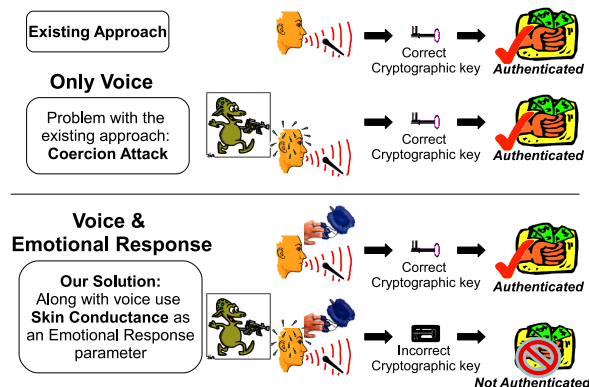 Existing Approach
Correct
Cryptographic key
Authenticated
Only Voice
Problem with the
existing approach:
Coercion Attack
Correct
Cryptographic key
Authenticated
Voice &
Emotional Response
Correct
Cryptographic key
Authenticated
Our Solution:
Along with voice use
Skin Conductance as
an Emotional Response
parameter
Incorrect
Cryptographic key
Not Authenticated